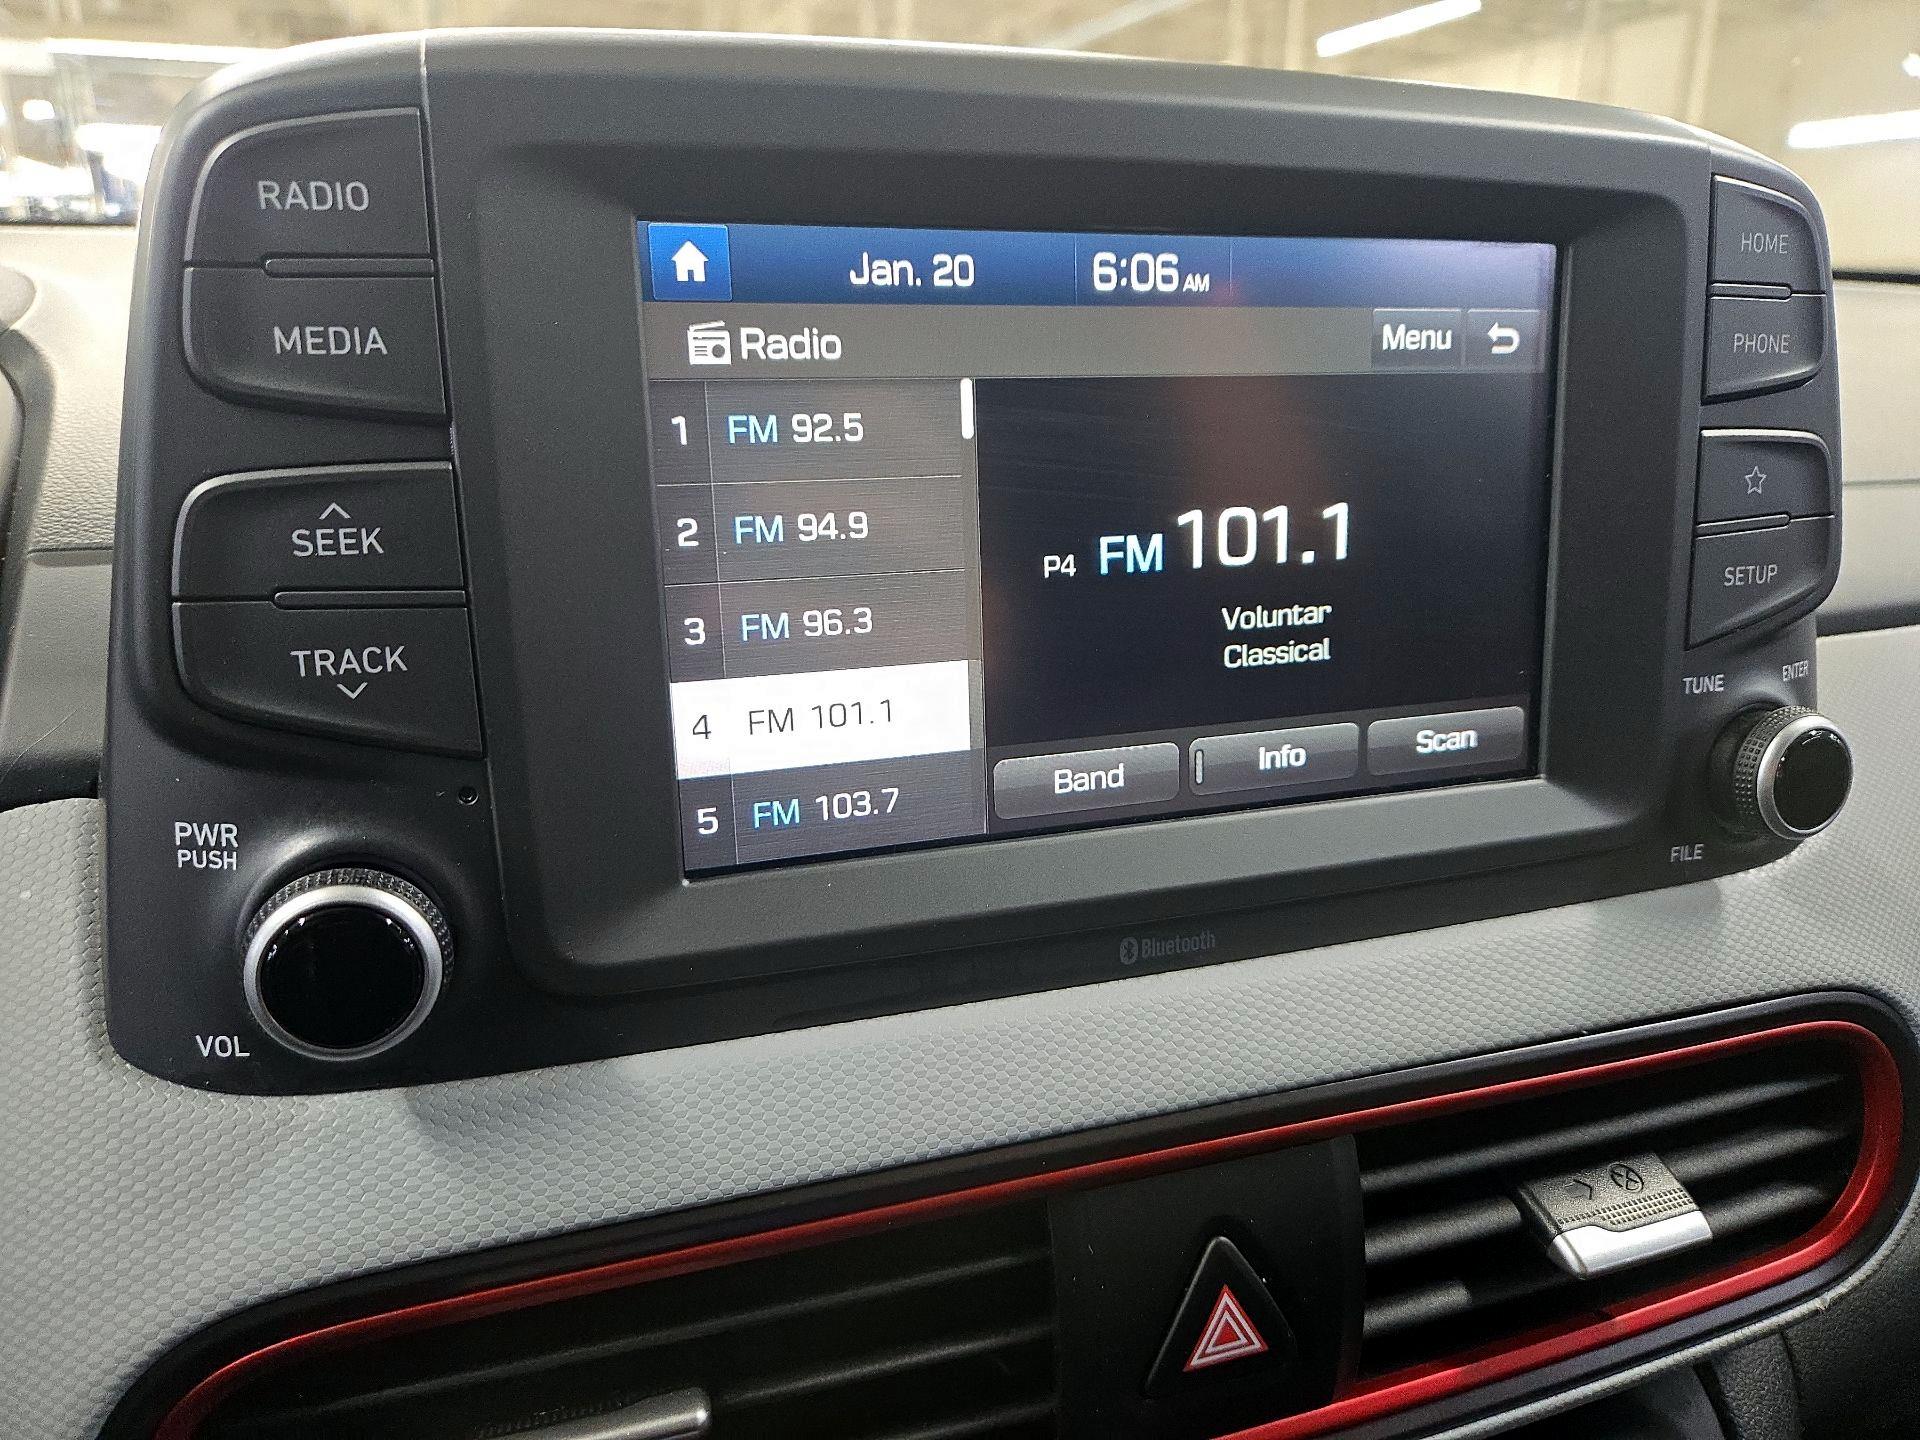 RADIO
MEDIA
SEEK
TRACK
PWR
PUSH
VOL
Jan. 20 6:06 AM
Radio Menu
1 FM 92.5
2 FM 94.9
3 FM 96.3
4 FM 101.1
5 FM 103.7
P4 FM 101.1
Voluntar
Classical
Band Info Scan
HOME
PHONE
SETUP
TUNE
ENTER
FILE
Bluetooth